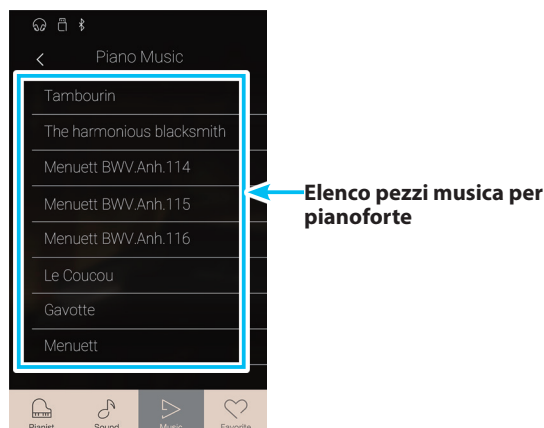 Piano Music
Tambourin
The harmonious blacksmith
Menuett BWV.Anh.114
Menuett BWV.Anh.115
Menuett BWV.Anh.116
Le Coucou
Gavotte
Menuett
Elenco pezzi musica per
pianoforte
Pianist Sound Music Favorite